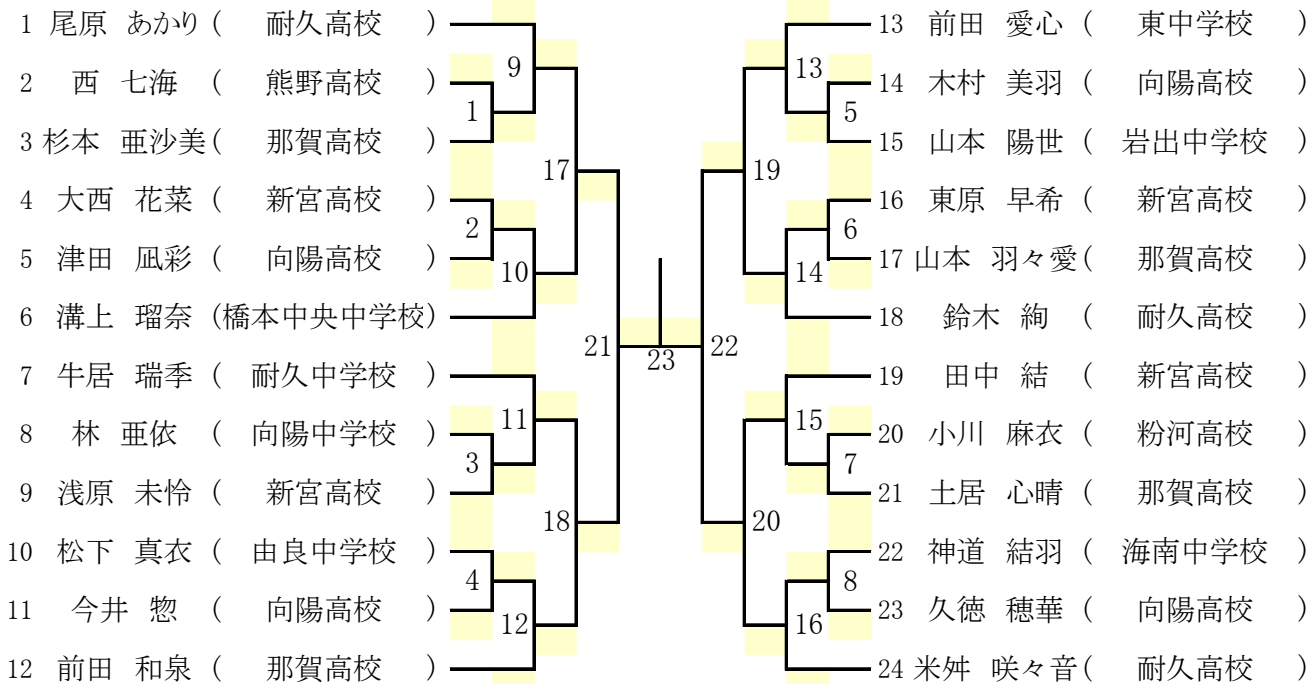 1 尾原 あかり ( 耐久高校 )
2 西 七海 ( 熊野高校 )
3 杉本 亜沙美 ( 那賀高校 )
4 大西 花菜 ( 新宮高校 )
5 津田 凪彩 ( 向陽高校 )
6 溝上 瑠奈 (橋本中央中学校)
7 牛居 瑞季 ( 耐久中学校 )
8 林 亜依 ( 向陽中学校 )
9 浅原 未怜 ( 新宮高校 )
10 松下 真衣 ( 由良中学校 )
11 今井 惣 ( 向陽高校 )
12 前田 和泉 ( 那賀高校 )
9
1
17
2
10
21
11
3
18
4
12
23
13
5
19
6
14
22
15
7
20
8
16
13 前田 愛心 ( 東中学校 )
14 木村 美羽 ( 向陽高校 )
15 山本 陽世 ( 岩出中学校 )
16 東原 早希 ( 新宮高校 )
17 山本 羽々愛 ( 那賀高校 )
18 鈴木 絢 ( 耐久高校 )
19 田中 結 ( 新宮高校 )
20 小川 麻衣 ( 粉河高校 )
21 土居 心晴 ( 那賀高校 )
22 神道 結羽 ( 海南中学校 )
23 久徳 穂華 ( 向陽高校 )
24 米舛 咲々音 ( 耐久高校 )